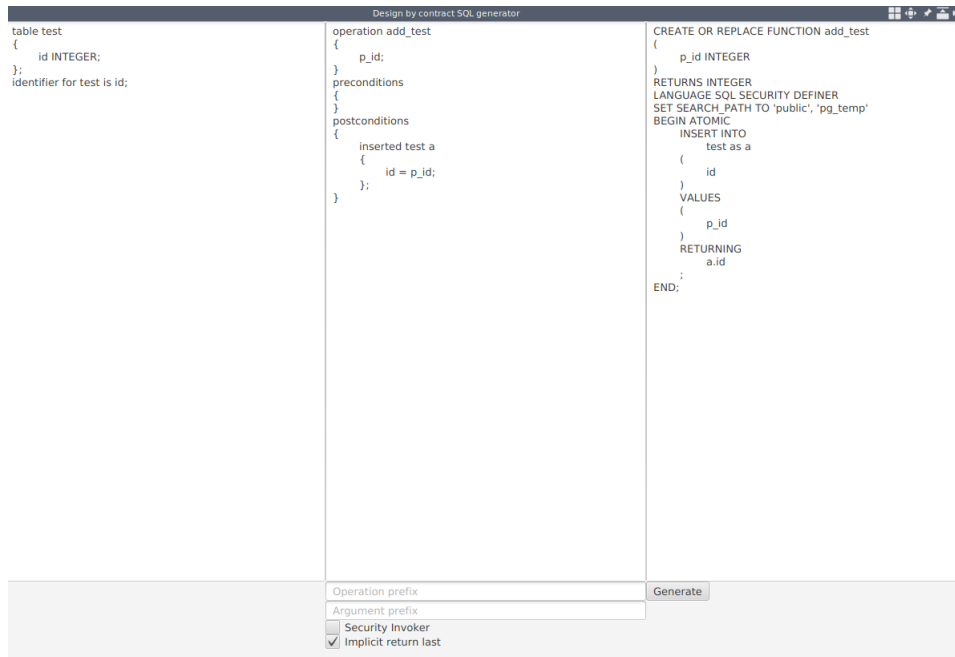 Design by contract SQL generator
table test
{
id INTEGER;
};
identifier for test is id;
operation add_test
{
p_id;
}
preconditions
{
}
postconditions
{
inserted test a
{
id = p_id;
};
}
CREATE OR REPLACE FUNCTION add_test
(
p_id INTEGER
)
RETURNS INTEGER
LANGUAGE SQL SECURITY DEFINER
SET SEARCH_PATH TO 'public', 'pg_temp'
BEGIN ATOMIC
INSERT INTO
test as a
(
id
)
VALUES
(
p_id
)
RETURNING
a.id
;
END;
Operation prefix
Generate
Argument prefix
Security Invoker
Implicit return last